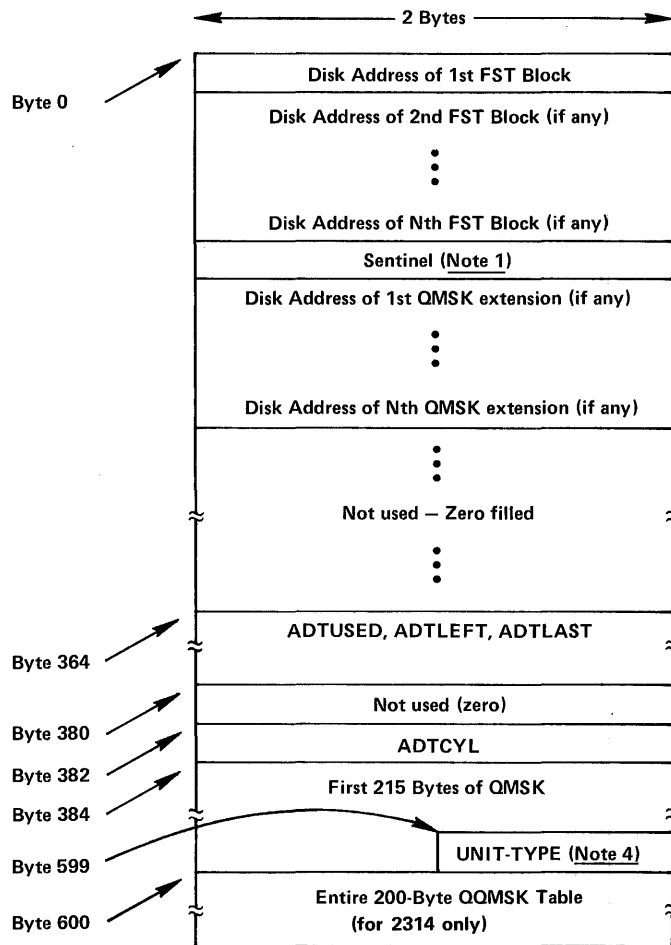 2 Bytes
Byte 0
Disk Address of 1st FST Block
Disk Address of 2nd FST Block (if any)
Disk Address of Nth FST Block (if any)
Sentinel (Note 1)
Disk Address of 1st QMSK extension (if any)
Disk Address of Nth QMSK extension (if any)
Not used — Zero filled
Byte 364
ADTUSED, ADTLEFT, ADTLAST
Byte 380
Not used (zero)
Byte 382
ADTCYL
Byte 384
First 215 Bytes of QMSK
Byte 599
UNIT-TYPE (Note 4)
Byte 600
Entire 200-Byte QQMSK Table
(for 2314 only)